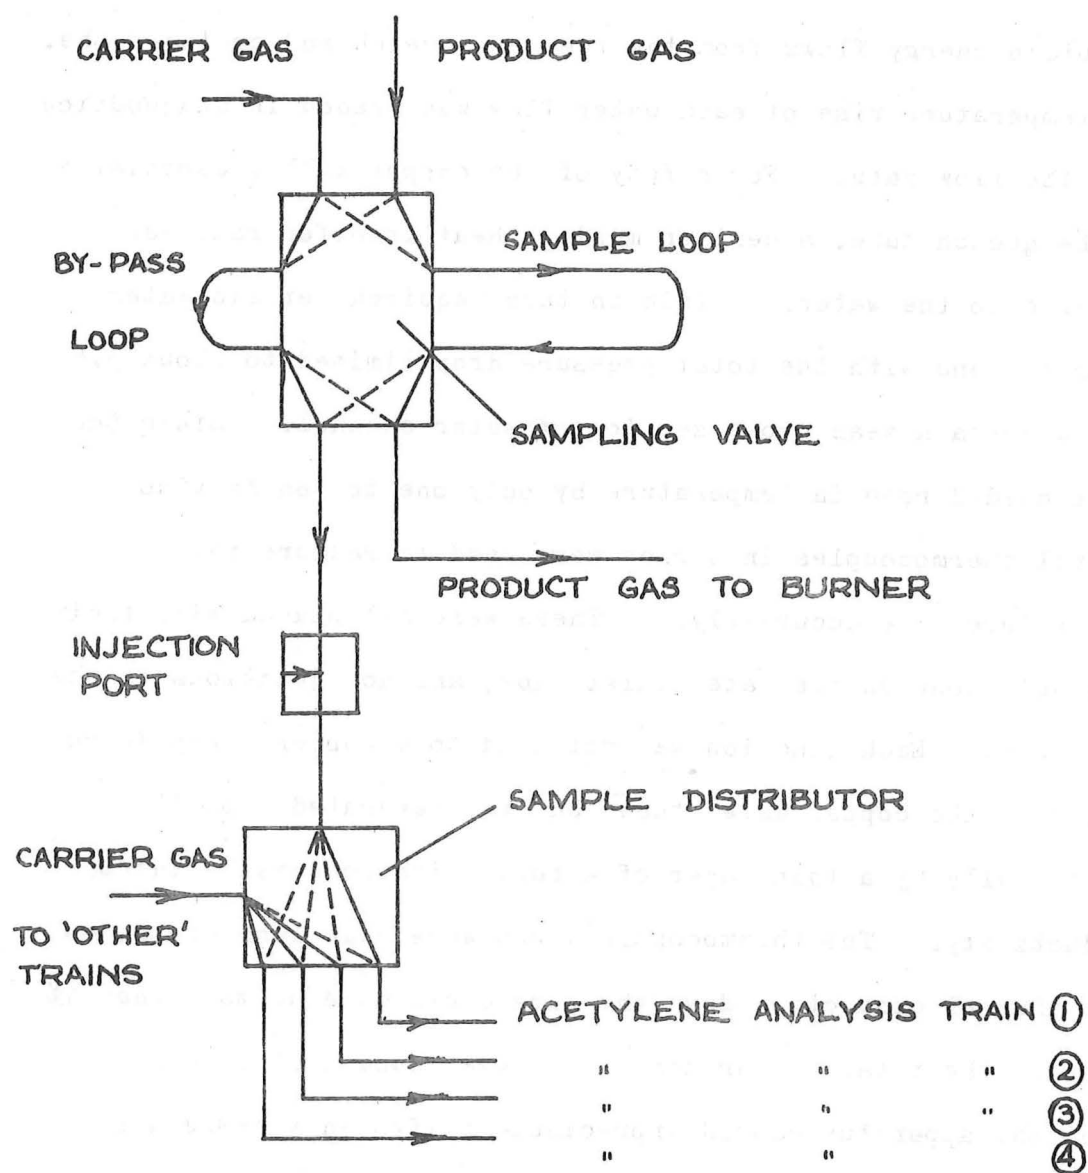 CARRIER GAS
PRODUCT GAS
BY-PASS
LOOP
SAMPLE LOOP
SAMPLING VALVE
PRODUCT GAS TO BURNER
INJECTION
PORT
SAMPLE DISTRIBUTOR
CARRIER GAS
TO 'OTHER'
TRAINS
ACETYLENE ANALYSIS TRAIN 1
" " " 2
" " " 3
" " 4